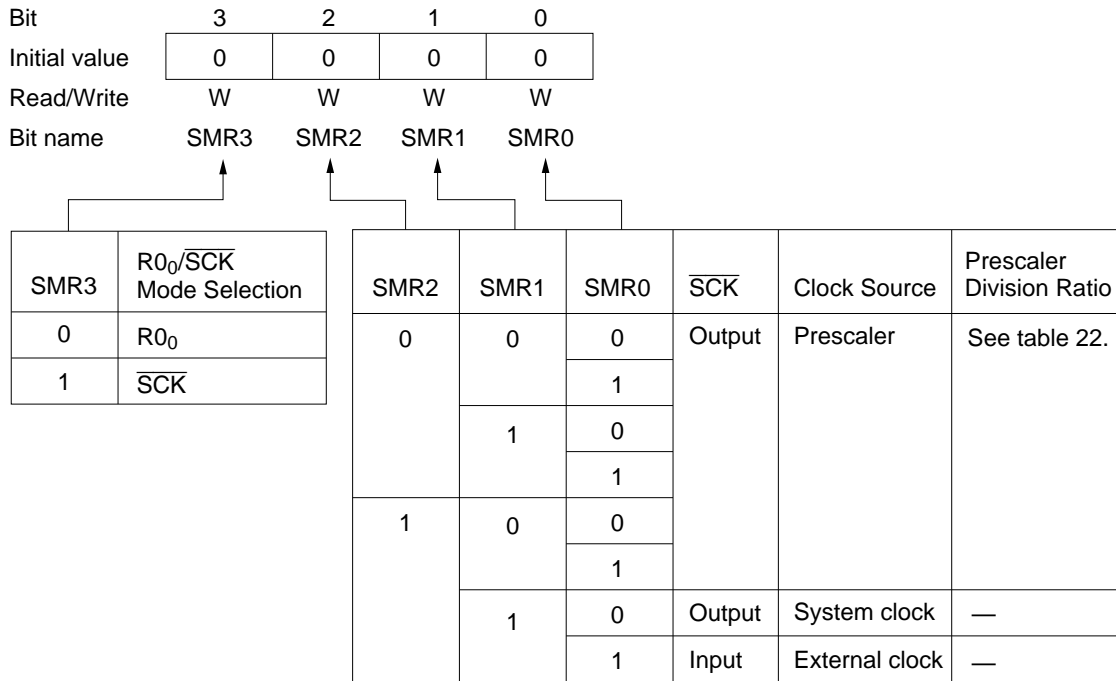 Bit 3 2 1 0
Initial value 0 0 0 0
Read/Write W W W W
Bit name SMR3 SMR2 SMR1 SMR0
SMR3 R0₀/S̅C̅K̅ Mode Selection
0 R0₀
1 S̅C̅K̅
SMR2 SMR1 SMR0 S̅C̅K̅ Clock Source Prescaler Division Ratio
0 0 0 Output Prescaler See table 22.
1
1 0
1
1 0 0
1
1 0 Output System clock —
1 Input External clock —